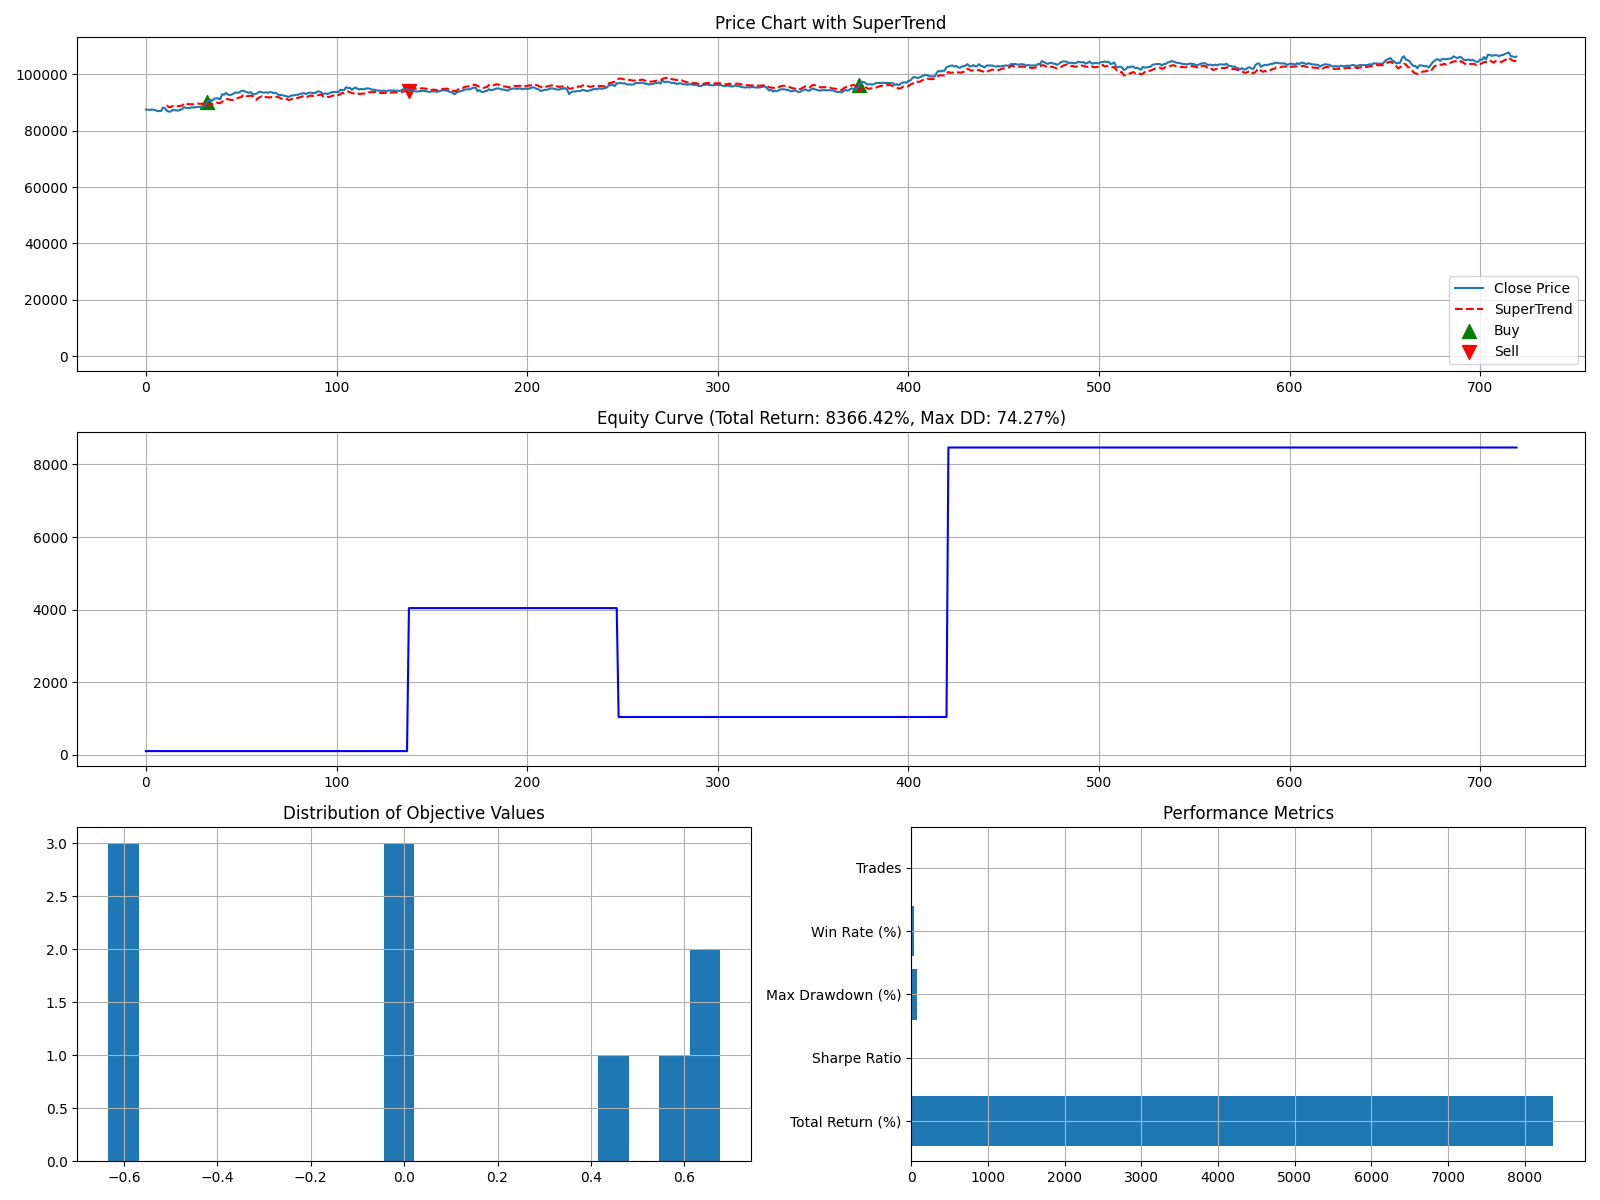 Price Chart with SuperTrend
100000
80000
60000
40000
20000
0
Close Price
SuperTrend
Buy
Sell
0 100 200 300 400 500 600 700
Equity Curve (Total Return: 8366.42%, Max DD: 74.27%)
8000
6000
4000
2000
0
0 100 200 300 400 500 600 700
Distribution of Objective Values
3.0
2.5
2.0
1.5
1.0
0.5
0.0
−0.6 −0.4 −0.2 0.0 0.2 0.4 0.6
Performance Metrics
Trades
Win Rate (%)
Max Drawdown (%)
Sharpe Ratio
Total Return (%)
0 1000 2000 3000 4000 5000 6000 7000 8000